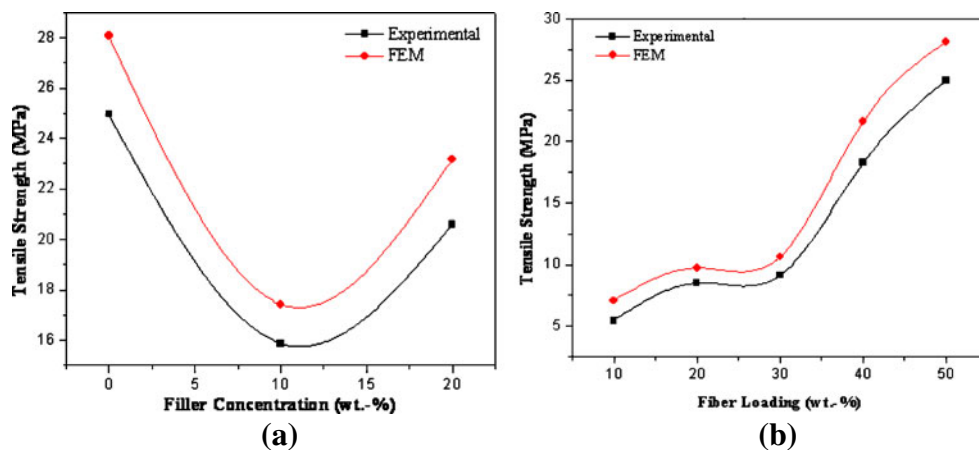 28
26
24
22
20
18
16
Tensile Strength (MPa)
Experimental
FEM
0
5
10
15
20
Filler Concentration (wt.-%)
(a)
30
25
20
15
10
5
Tensile Strength (MPa)
Experimental
FEM
10
20
30
40
50
Fiber Loading (wt.-%)
(b)